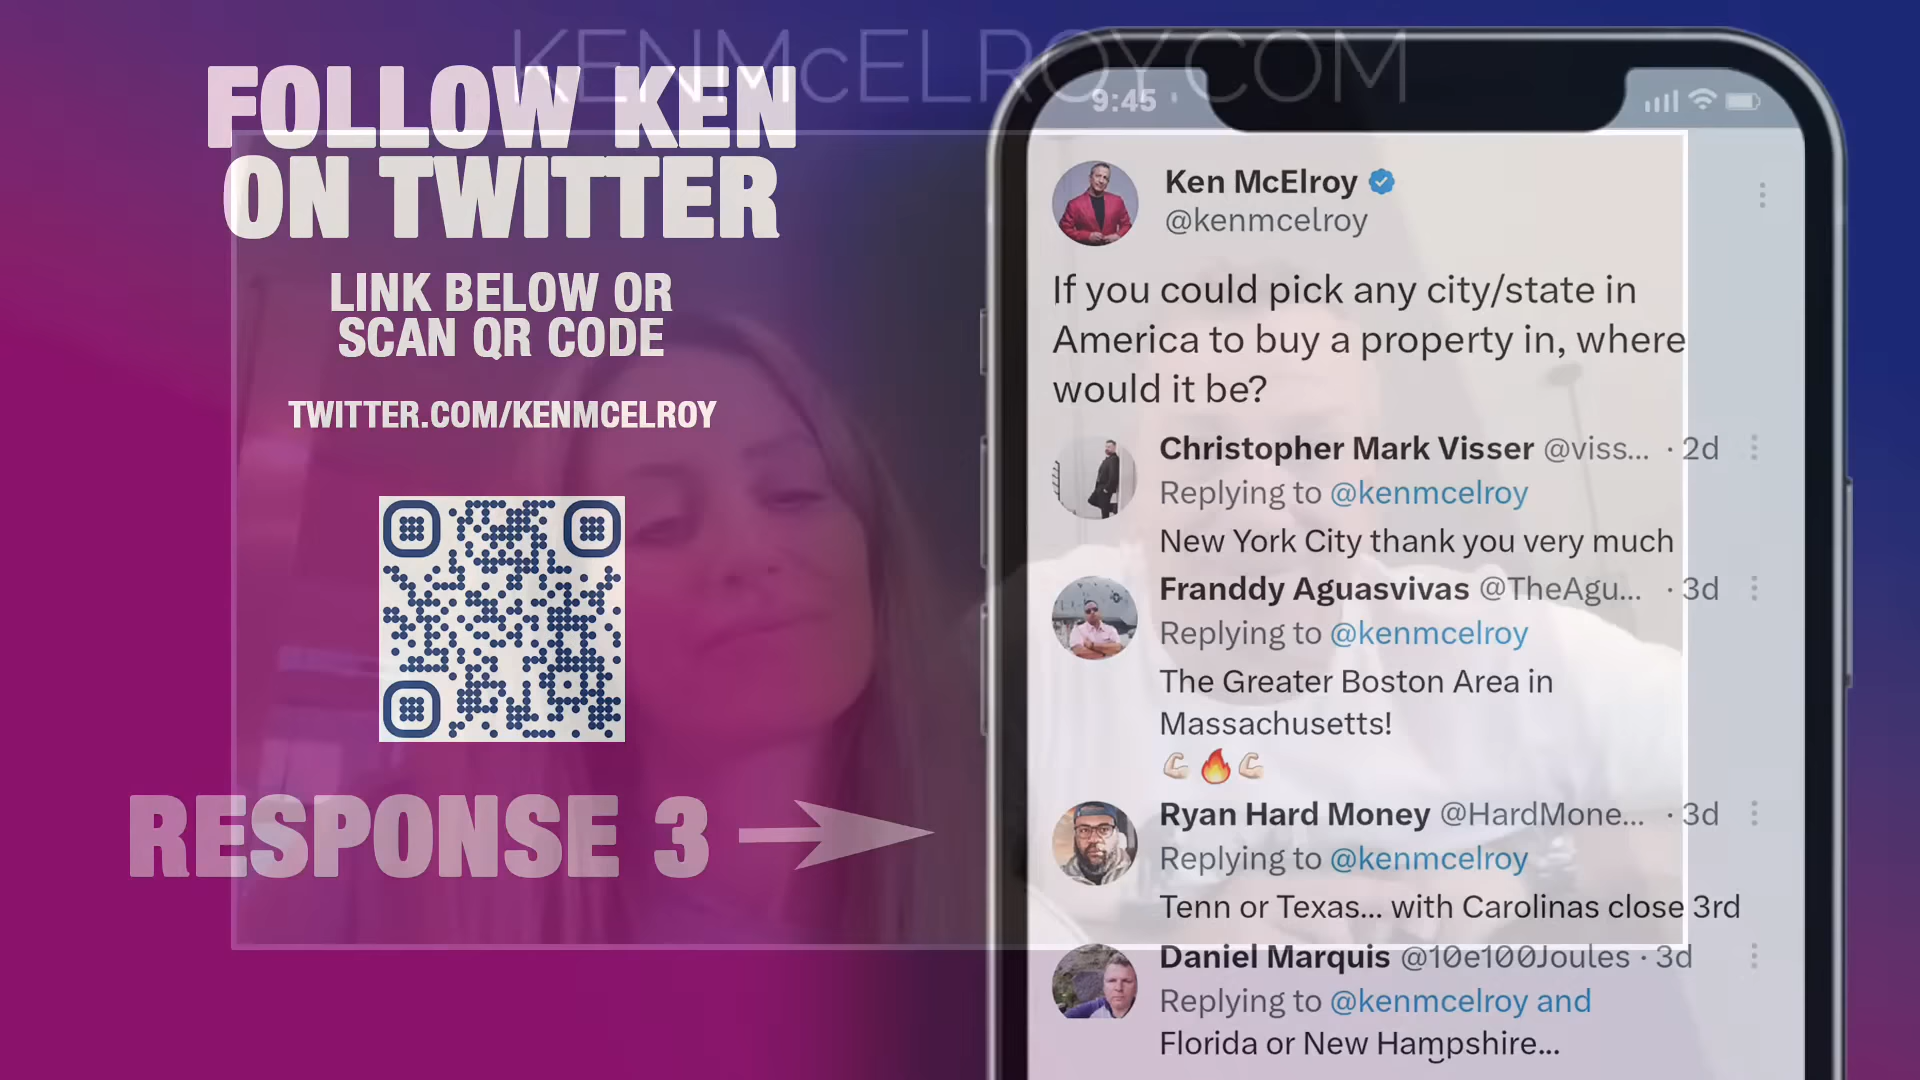 KENMcELROY.COM
FOLLOW KEN
ON TWITTER
LINK BELOW OR
SCAN QR CODE
TWITTER.COM/KENMCELROY
RESPONSE 3
9:45
Ken McElroy
@kenmcelroy
If you could pick any city/state in
America to buy a property in, where
would it be?
Christopher Mark Visser @viss... · 2d
Replying to @kenmcelroy
New York City thank you very much
Franddy Aguasvivas @TheAgu... · 3d
Replying to @kenmcelroy
The Greater Boston Area in
Massachusetts!
💪🏻🔥💪🏻
Ryan Hard Money @HardMone... · 3d
Replying to @kenmcelroy
Tenn or Texas... with Carolinas close 3rd
Daniel Marquis @10e100Joules · 3d
Replying to @kenmcelroy and
Florida or New Hampshire...